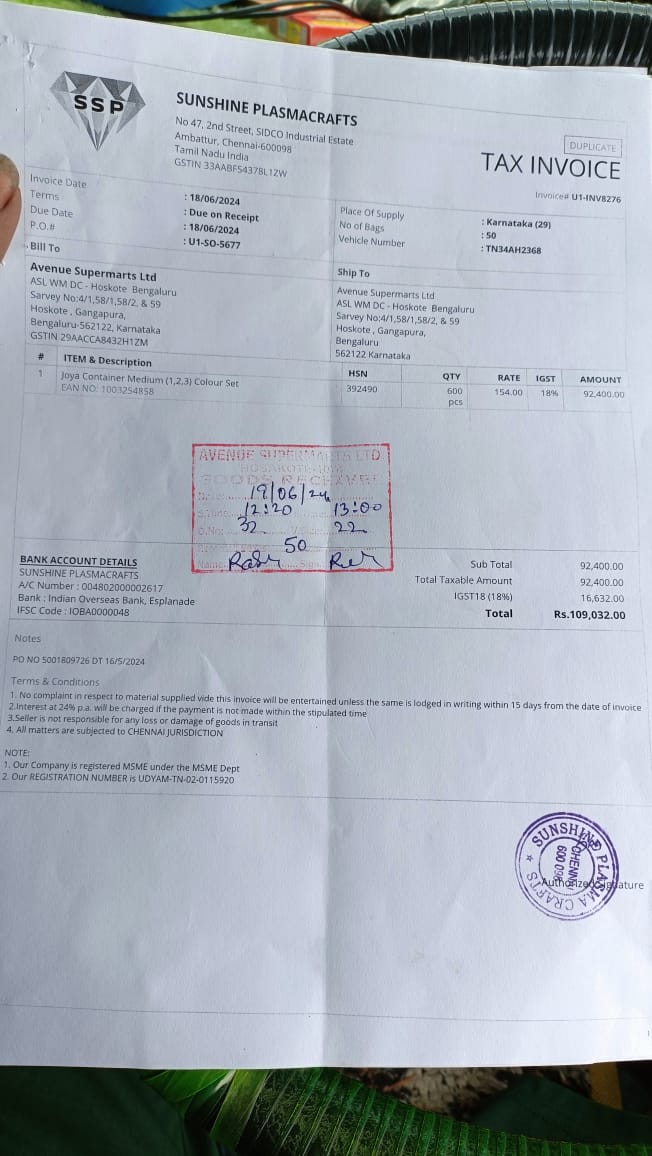 SSP
SUNSHINE PLASMACRAFTS
No 47, 2nd Street, SIDCO Industrial Estate
Ambattur, Chennai-600098
Tamil Nadu India
GSTIN 33AABFS4378L1ZW
DUPLICATE
TAX INVOICE
Invoice# U1-INV8276
Invoice Date : 18/06/2024
Terms : Due on Receipt
Due Date : 18/06/2024
P.O.# : U1-SO-5677
Place Of Supply : Karnataka (29)
No of Bags : 50
Vehicle Number : TN34AH2368
Bill To
Avenue Supermarts Ltd
ASL WM DC - Hoskote Bengaluru
Sarvey No:4/1,58/1,58/2, & 59
Hoskote , Gangapura,
Bengaluru-562122, Karnataka
GSTIN 29AACCA8432H1ZM
Ship To
Avenue Supermarts Ltd
ASL WM DC - Hoskote Bengaluru
Sarvey No:4/1,58/1,58/2, & 59
Hoskote , Gangapura,
Bengaluru
562122 Karnataka
# ITEM & Description HSN QTY RATE IGST AMOUNT
1 Joya Container Medium (1,2,3) Colour Set 392490 600 154.00 18% 92,400.00
EAN NO: 1003254858 pcs
AVENUE SUPERMARTS LTD
GOODS RECEIVED
19/06/24
12:20 13:00
32 22
50
BANK ACCOUNT DETAILS
SUNSHINE PLASMACRAFTS
A/C Number : 004802000002617
Bank : Indian Overseas Bank, Esplanade
IFSC Code : IOBA0000048
Sub Total 92,400.00
Total Taxable Amount 92,400.00
IGST18 (18%) 16,632.00
Total Rs.109,032.00
Notes
PO NO 5001809726 DT 16/5/2024
Terms & Conditions
1. No complaint in respect to material supplied vide this invoice will be entertained unless the same is lodged in writing within 15 days from the date of invoice
2.Interest at 24% p.a. will be charged if the payment is not made within the stipulated time
3.Seller is not responsible for any loss or damage of goods in transit
4. All matters are subjected to CHENNAI JURISDICTION
NOTE:
1. Our Company is registered MSME under the MSME Dept
2. Our REGISTRATION NUMBER is UDYAM-TN-02-0115920
SUNSHINE PLASMA CRAFTS
CHENNAI
600 098
Authorized Signature